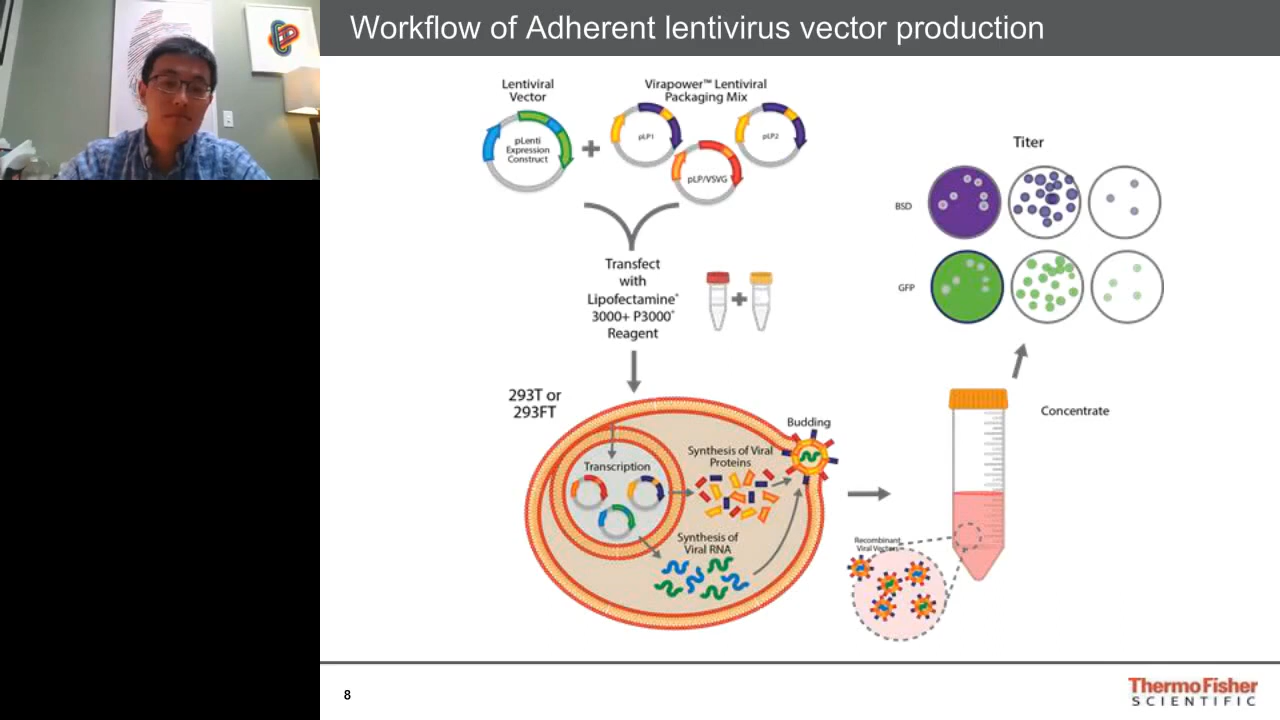 Workflow of Adherent lentivirus vector production
Lentiviral
Vector
pLenti
Expression
Construct
Virapower™ Lentiviral
Packaging Mix
pLP1
pLP2
pLP/VSVG
Transfect
with
Lipofectamine®
3000+ P3000®
Reagent
293T or
293FT
Transcription
Synthesis of Viral
Proteins
Budding
Synthesis of
Viral RNA
Recombinant
Viral Vectors
Concentrate
Titer
BSD
GFP
8
ThermoFisher
SCIENTIFIC